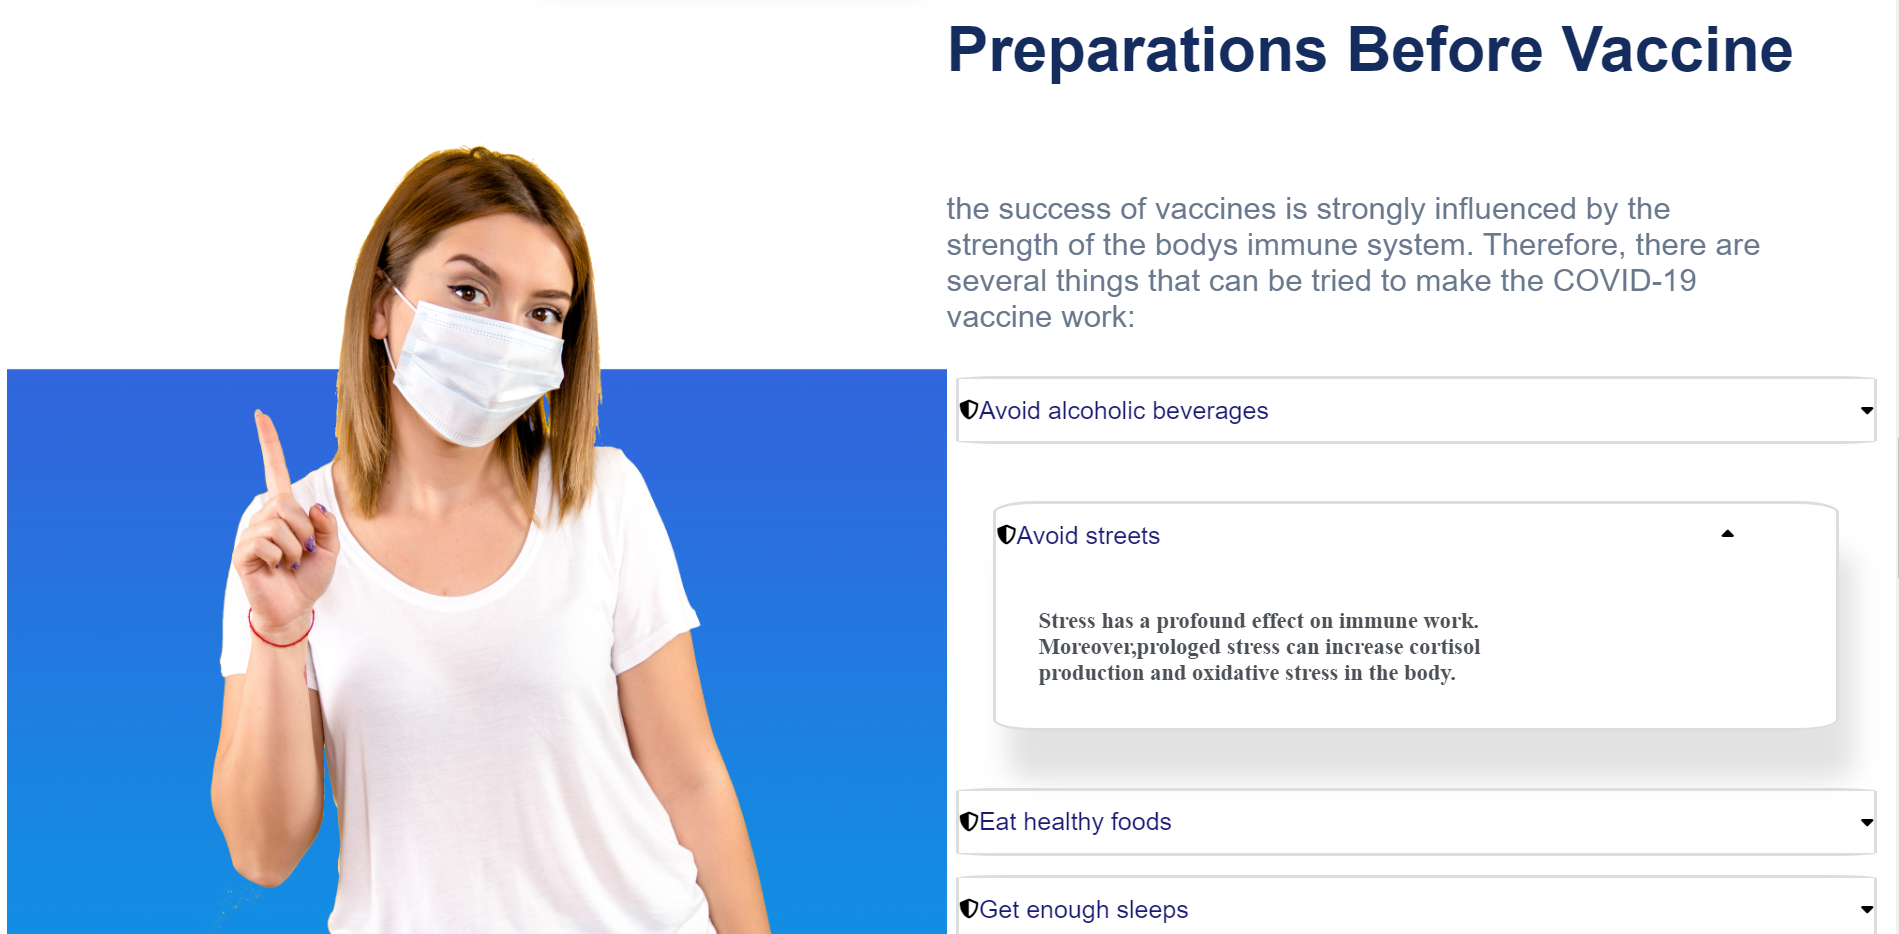 Preparations Before Vaccine
the success of vaccines is strongly influenced by the
strength of the bodys immune system. Therefore, there are
several things that can be tried to make the COVID-19
vaccine work:
Avoid alcoholic beverages
Avoid streets
Stress has a profound effect on immune work.
Moreover,prologed stress can increase cortisol
production and oxidative stress in the body.
Eat healthy foods
Get enough sleeps